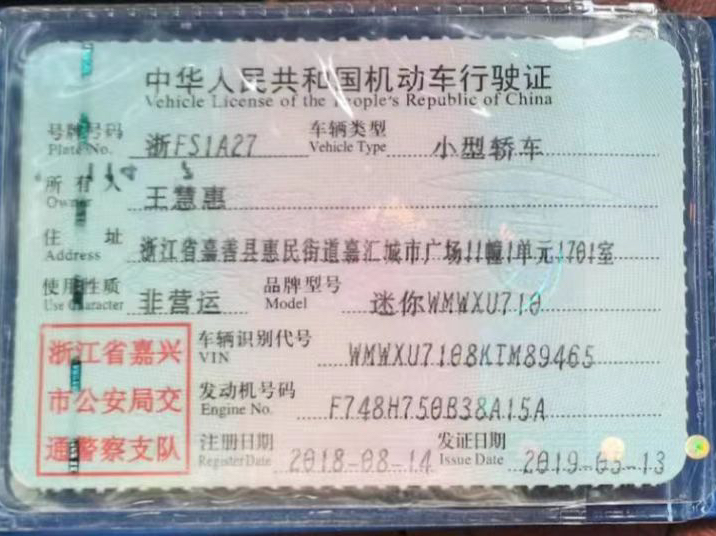 中华人民共和国机动车行驶证
Vehicle License of the People's Republic of China
号牌号码 浙FS1A27 车辆类型 小型轿车
Plate No. Vehicle Type
所有人 王慧惠
Owner
住址 浙江省嘉善县惠民街道嘉汇城市广场11幢1单元1701室
Address
使用性质 非营运 品牌型号 迷你WMWXU710
Use Character Model
浙江省嘉兴
市公安局交
通警察支队
车辆识别代号 WMWXU7108KTM89465
VIN
发动机号码 F748H750B38A15A
Engine No.
注册日期 2018-08-14 发证日期 2019-05-13
Register Date Issue Date